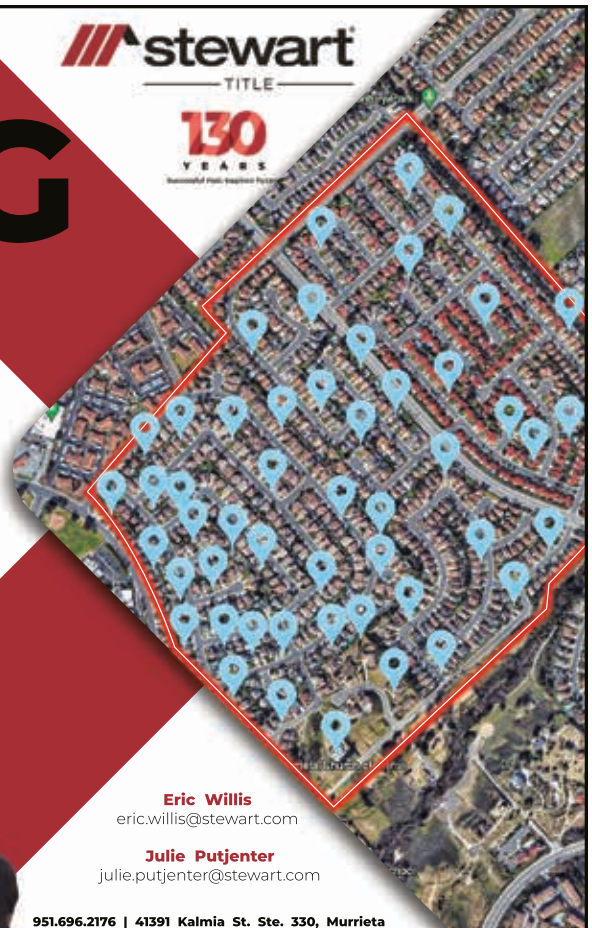 stewart
TITLE
G
130
YEARS
Eric Willis
eric.willis@stewart.com
Julie Putjenter
julie.putjenter@stewart.com
951.696.2176 | 41391 Kalmia St. Ste. 330, Murrieta